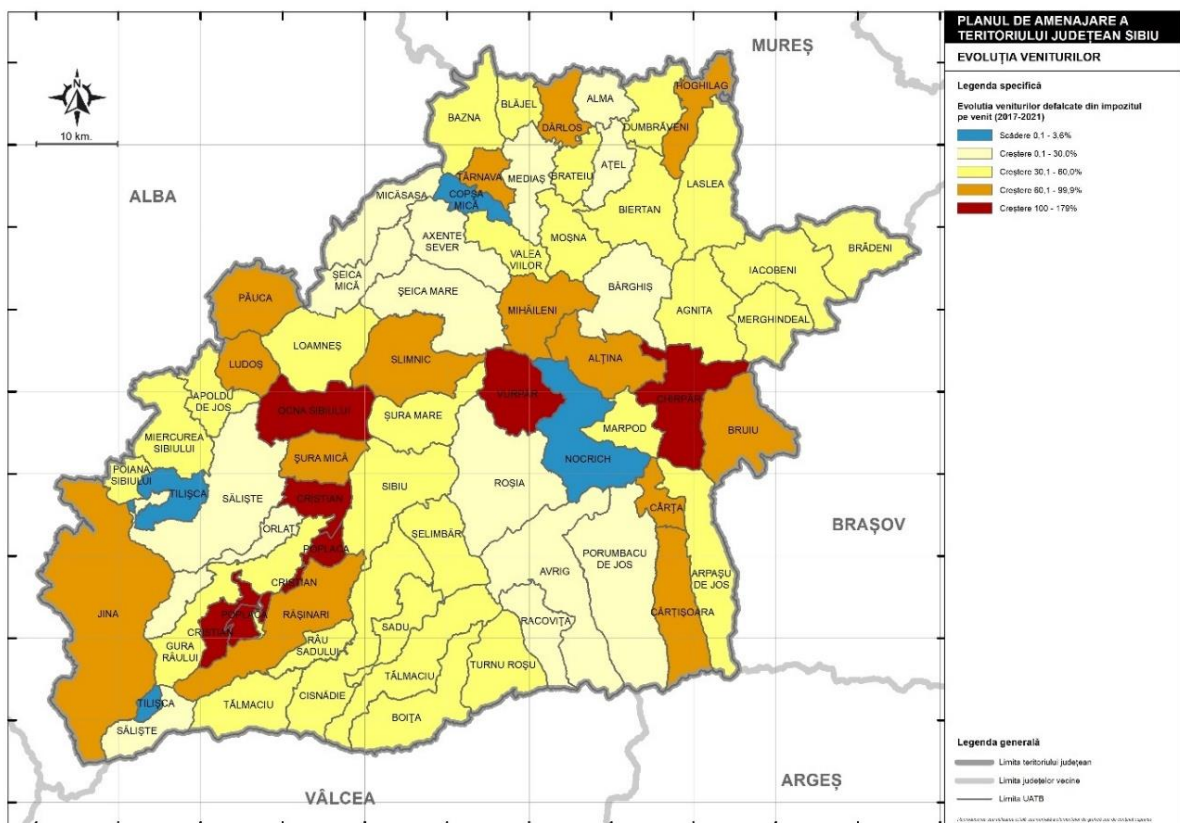 PLANUL DE AMENAJARE A
TERITORIULUI JUDEȚEAN SIBIU
EVOLUȚIA VENITURILOR
Legenda specifică
Evolutia veniturilor defalcate din impozitul
pe venit (2017-2021)
Scădere 0,1 - 3,6%
Creștere 0,1 - 30,0%
Creștere 30,1 - 60,0%
Creștere 60,1 - 99,9%
Creștere 100 - 179%
N
10 km.
MUREȘ
ALBA
BRAȘOV
ARGEȘ
VÂLCEA
HOGHILAG
BLĂJEL
ALMA
BAZNA
DÂRLOS
DUMBRĂVENI
TÂRNAVA
MEDIAȘ
BRATEIU
AȚEL
LASLEA
MICĂSASA
COPȘA
MICĂ
BIERTAN
AXENTE
SEVER
MOȘNA
BRĂDENI
VALEA
VIILOR
ȘEICA
MICĂ
IACOBENI
ȘEICA MARE
BÂRGHIȘ
PĂUCA
MIHĂILENI
AGNITA
MERGHINDEAL
LOAMNEȘ
SLIMNIC
ALȚINA
LUDOȘ
APOLDU
DE JOS
VURPĂR
CHIRPĂR
OCNA SIBIULUI
ȘURA MARE
MARPOD
BRUIU
MIERCUREA
SIBIULUI
ȘURA MICĂ
NOCRICH
POIANA
SIBIULUI
TILIȘCA
SĂLIȘTE
SIBIU
ROȘIA
CRISTIAN
CÂRȚA
ORLAT
ȘELIMBĂR
POPLACA
PORUMBACU
DE JOS
AVRIG
ARPAȘU
DE JOS
CRISTIAN
JINA
POPLACA
RĂȘINARI
CÂRȚIȘOARA
CRISTIAN
SADU
RACOVIȚA
GURA
RÂULUI
RÂU
SADULUI
TĂLMACIU
TURNU ROȘU
TILIȘCA
TĂLMACIU
CISNĂDIE
BOIȚA
SĂLIȘTE
Legenda generală
Limita teritoriului județean
Limita județelor vecine
Limita UATB